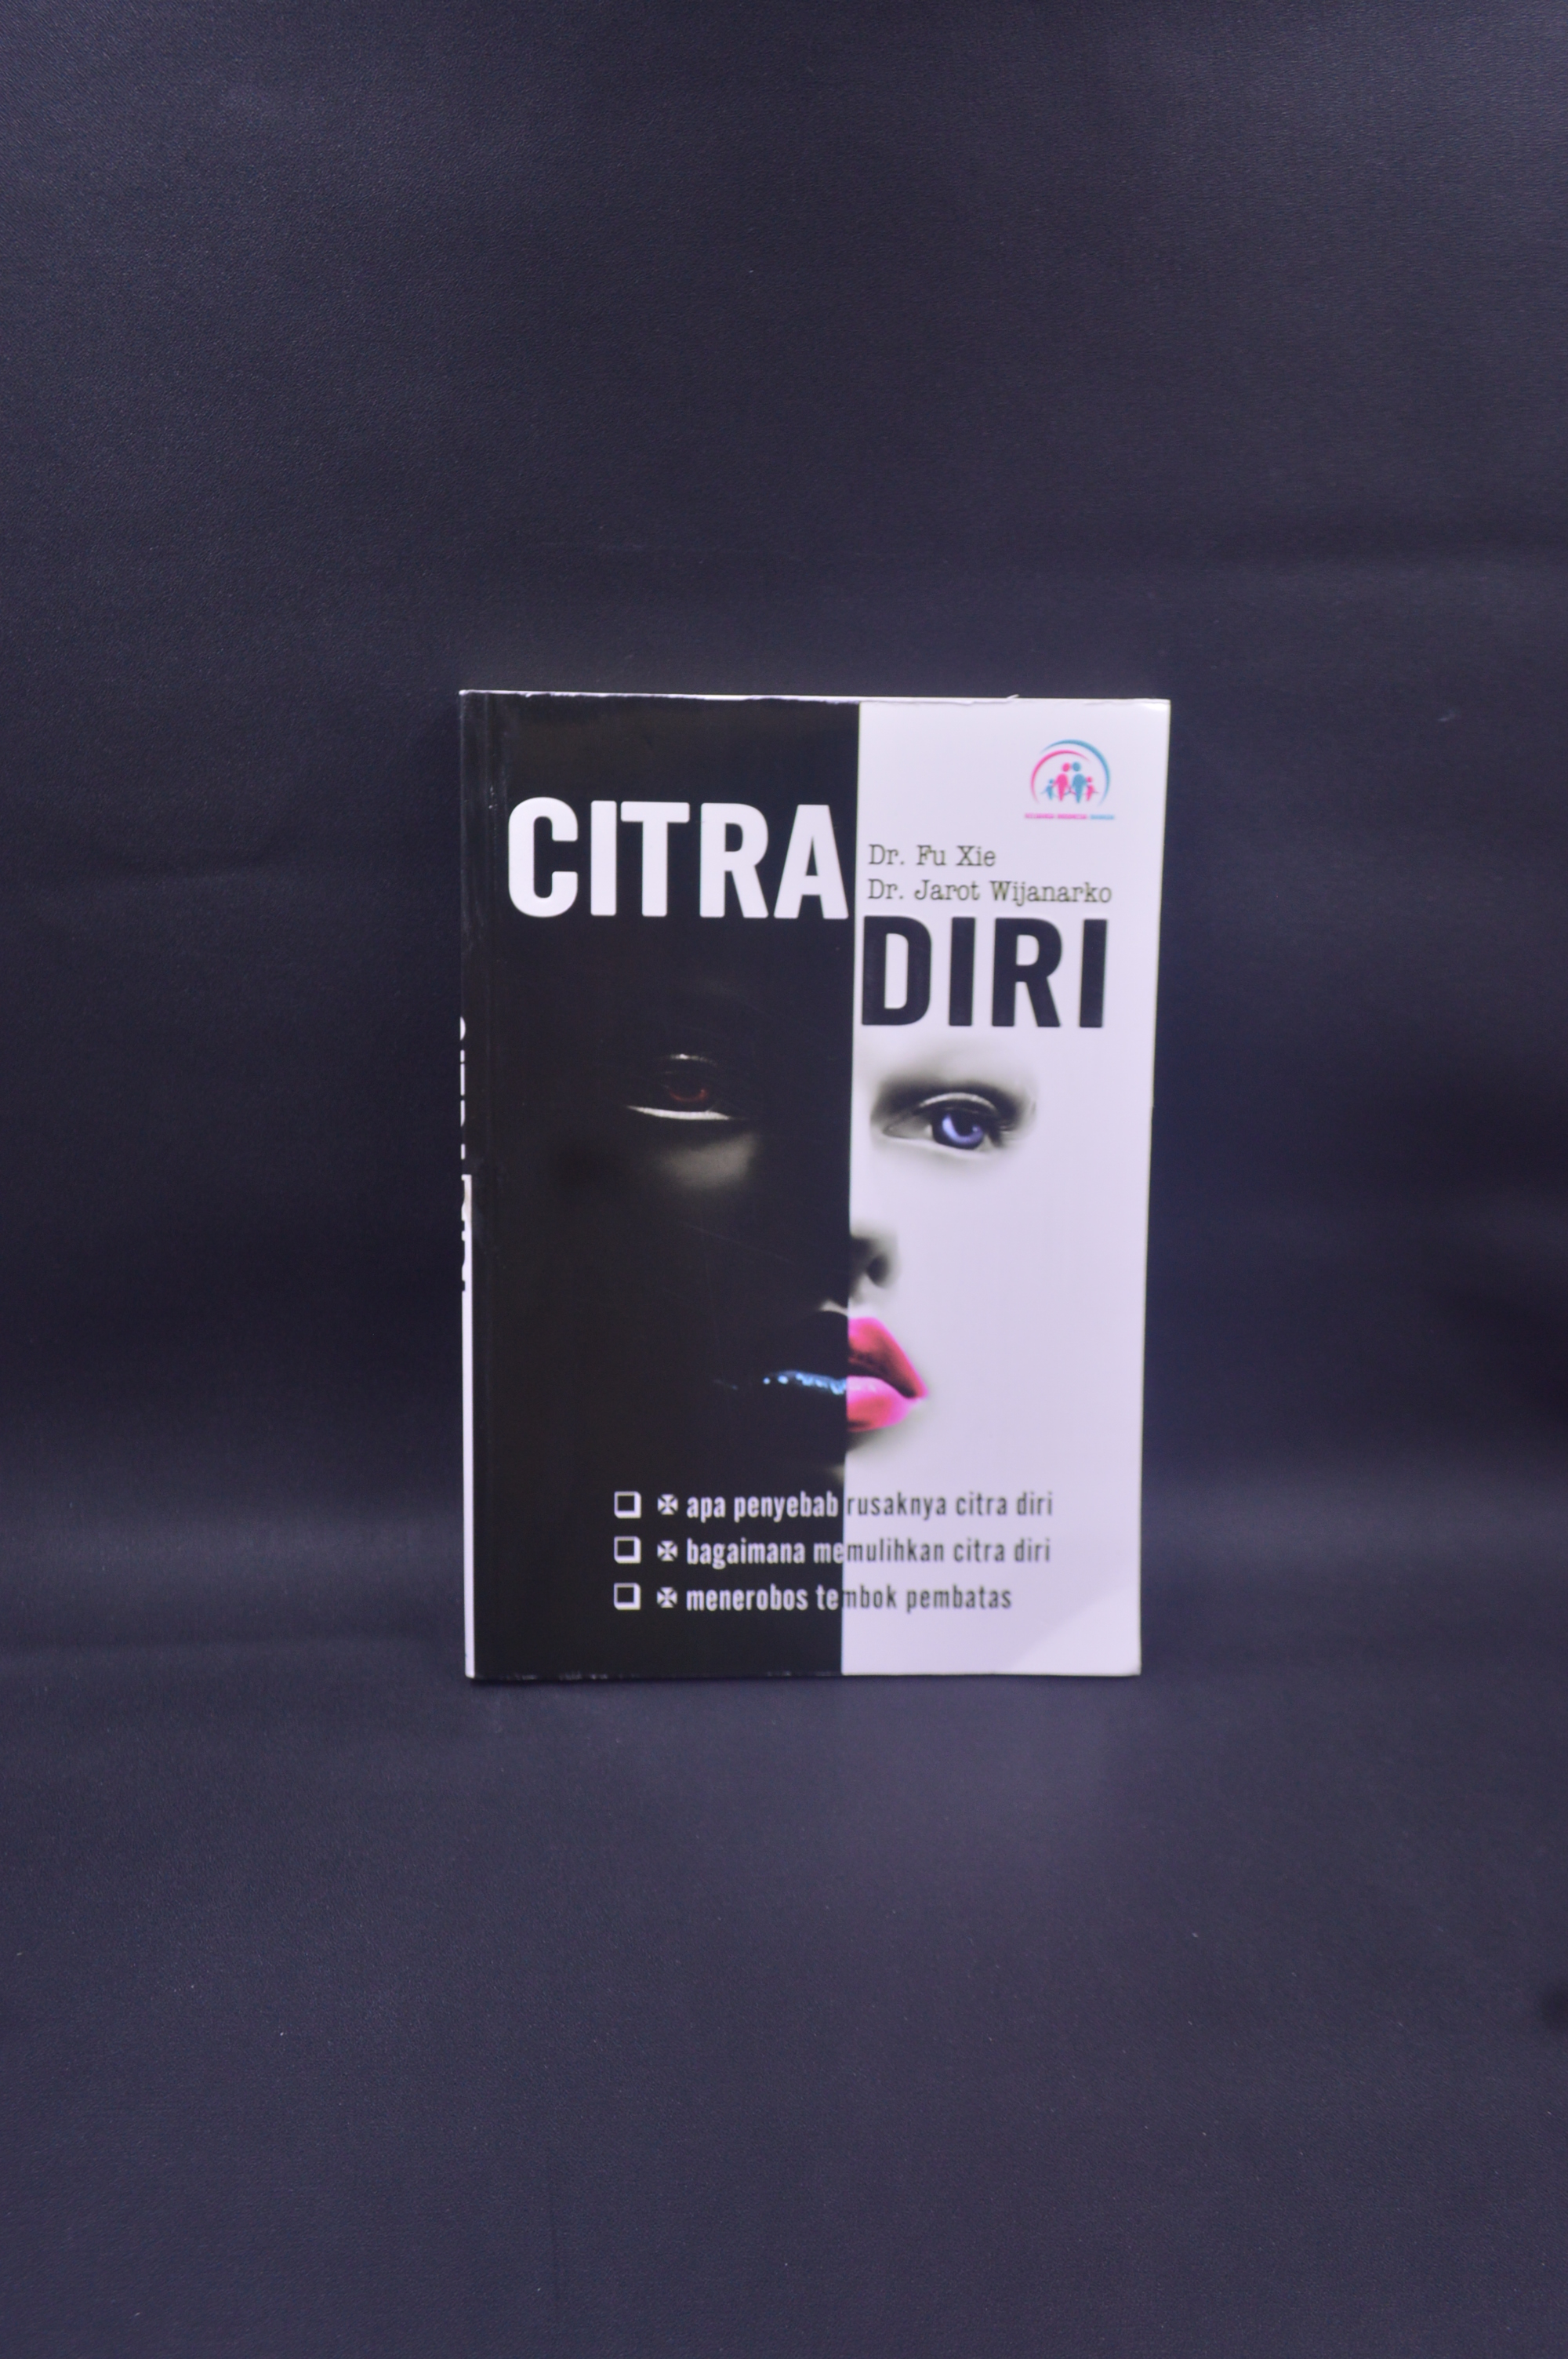 CITRA
Dr. Fu Xie
Dr. Jarot Wijanarko
DIRI
apa penyebab rusaknya citra diri
bagaimana memulihkan citra diri
menerobos tembok pembatas